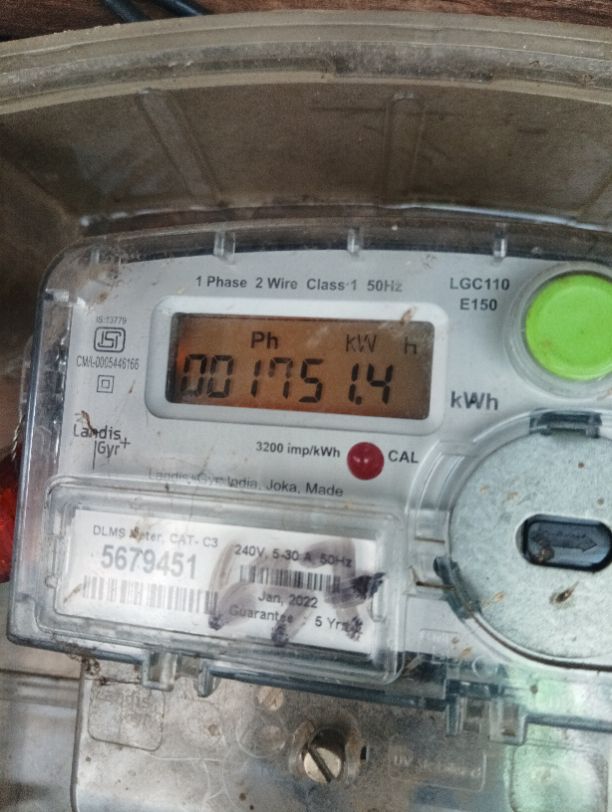 1 Phase 2 Wire Class 1 50Hz
LGC110
E150
IS:13779
ISI
CM/L-0005446166
Ph kW h
001751.4
kWh
Landis
Gyr+
3200 imp/kWh
CAL
Landis+Gyr India, Joka, Made
DLMS Meter, CAT- C3
5679451
240V, 5-30 A, 50Hz
Jan, 2022
Guarantee : 5 Yrs